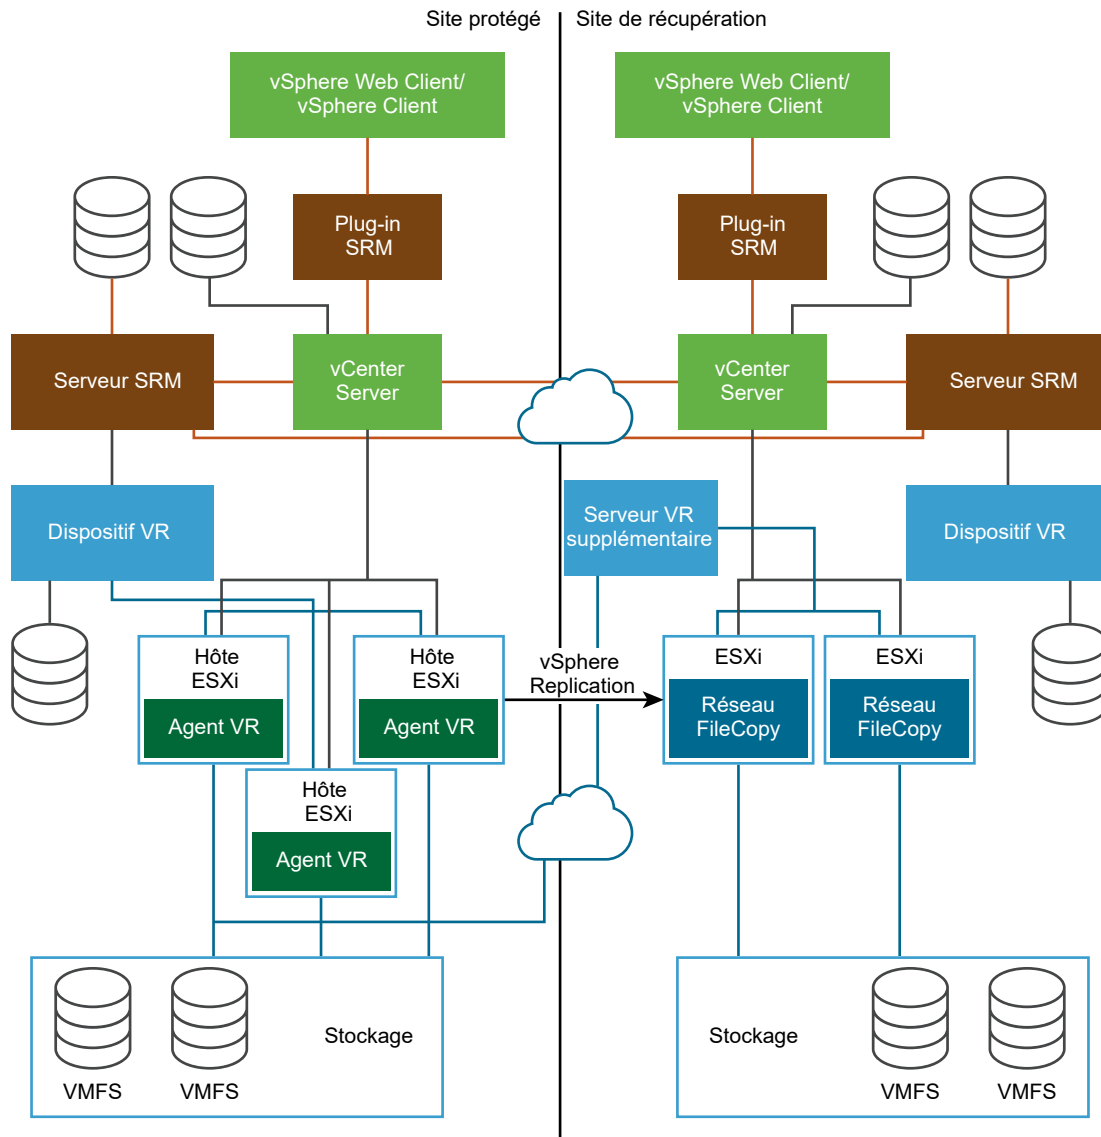 Site protégé
Site de récupération
vSphere Web Client/
vSphere Client
vSphere Web Client/
vSphere Client
Plug-in
SRM
Plug-in
SRM
Serveur SRM
vCenter
Server
vCenter
Server
Serveur SRM
Dispositif VR
Serveur VR
supplémentaire
Dispositif VR
Hôte
ESXi
Agent VR
Hôte
ESXi
Agent VR
vSphere
Replication
ESXi
Réseau
FileCopy
ESXi
Réseau
FileCopy
Hôte
ESXi
Agent VR
Stockage
VMFS
VMFS
Stockage
VMFS
VMFS